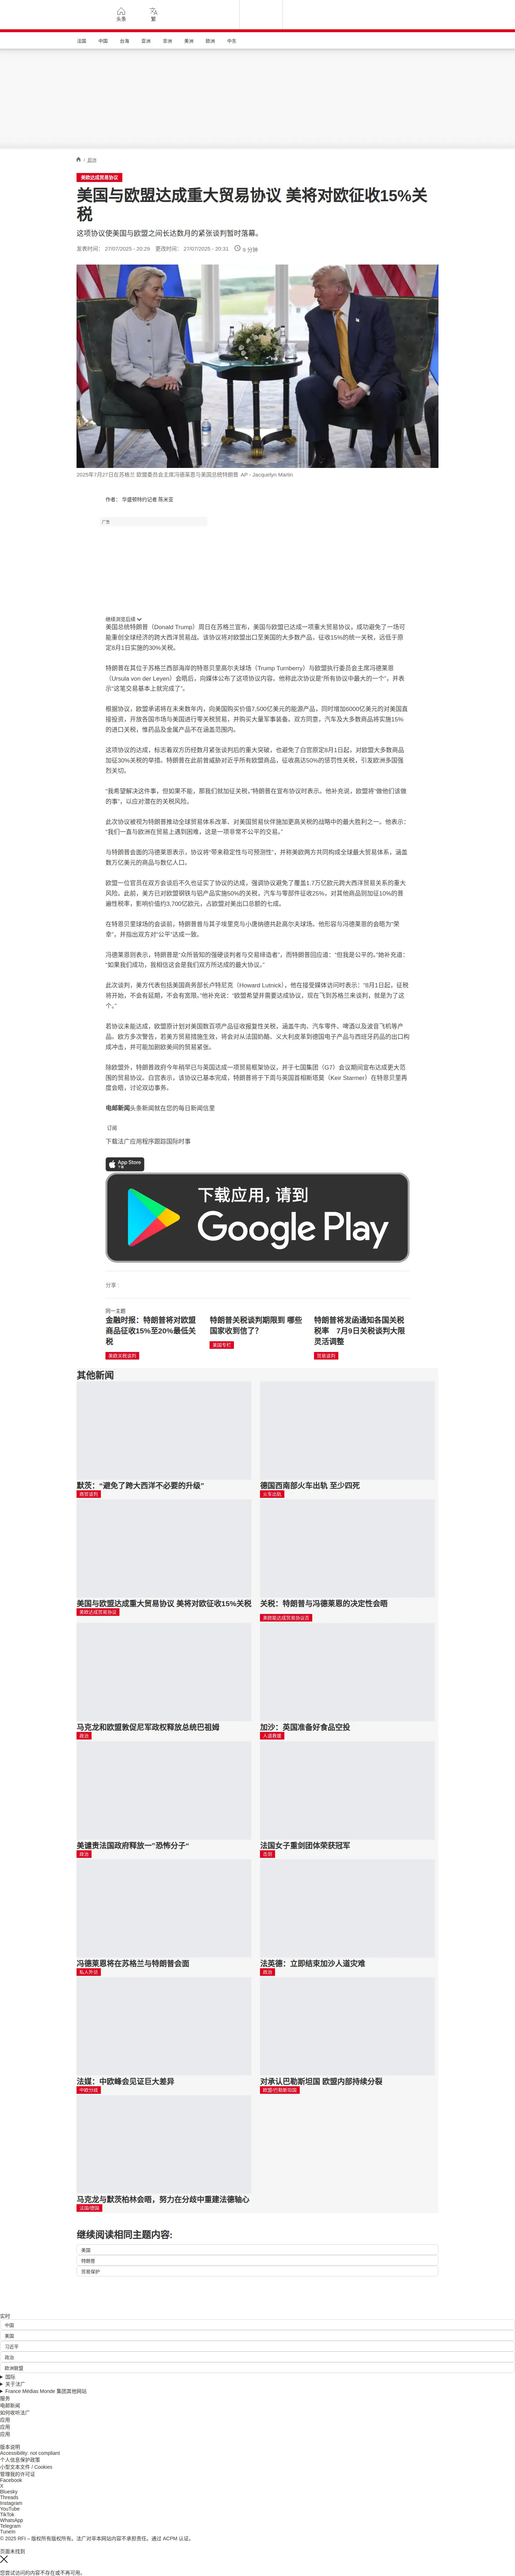 头条
繁
法国
中国
台海
亚洲
非洲
美洲
欧洲
中东
/ 欧洲
美欧达成贸易协议
美国与欧盟达成重大贸易协议 美将对欧征收15%关
税
这项协议使美国与欧盟之间长达数月的紧张谈判暂时落幕。
发表时间： 27/07/2025 - 20:29 更改时间： 27/07/2025 - 20:31 9 分钟
2025年7月27日在苏格兰 欧盟委员会主席冯德莱恩与美国总统特朗普 AP - Jacquelyn Martin
作者： 华盛顿特约记者 陈米亚
广告
继续浏览后续
美国总统特朗普（Donald Trump）周日在苏格兰宣布，美国与欧盟已达成一项重大贸易协议，成功避免了一场可
能重创全球经济的跨大西洋贸易战。该协议将对欧盟出口至美国的大多数产品，征收15%的统一关税，远低于原
定8月1日实施的30%关税。
特朗普在其位于苏格兰西部海岸的特恩贝里高尔夫球场（Trump Turnberry）与欧盟执行委员会主席冯德莱恩
（Ursula von der Leyen）会晤后，向媒体公布了这项协议内容。他称此次协议是“所有协议中最大的一个”，并表
示“这笔交易基本上就完成了”。
根据协议，欧盟承诺将在未来数年内，向美国购买价值7,500亿美元的能源产品，同时增加6000亿美元的对美国直
接投资，开放各国市场与美国进行零关税贸易，并购买大量军事装备。双方同意，汽车及大多数商品将实施15%
的进口关税，惟药品及金属产品不在涵盖范围内。
这项协议的达成，标志着双方历经数月紧张谈判后的重大突破，也避免了白宫原定8月1日起，对欧盟大多数商品
加征30%关税的举措。特朗普在此前曾威胁对近乎所有欧盟商品，征收高达50%的惩罚性关税，引发欧洲多国强
烈关切。
“我希望解决这件事，但如果不能，那我们就加征关税，”特朗普在宣布协议时表示。他补充说，欧盟将“做他们该做
的事”，以应对潜在的关税风险。
此次协议被视为特朗普推动全球贸易体系改革、对美国贸易伙伴施加更高关税的战略中的最大胜利之一。他表示：
“我们一直与欧洲在贸易上遇到困难，这是一项非常不公平的交易。”
与特朗普会面的冯德莱恩表示，协议将“带来稳定性与可预测性”，并称美欧两方共同构成全球最大贸易体系，涵盖
数万亿美元的商品与数亿人口。
欧盟一位官员在双方会谈后不久也证实了协议的达成，强调协议避免了覆盖1.7万亿欧元跨大西洋贸易关系的重大
风险。此前，美方已对欧盟钢铁与铝产品实施50%的关税，汽车与零部件征收25%，对其他商品则加征10%的普
遍性税率，影响价值约3,700亿欧元，占欧盟对美出口总额的七成。
在特恩贝里球场的会谈前，特朗普曾与其子埃里克与小唐纳德共赴高尔夫球场。他形容与冯德莱恩的会晤为“荣
幸”，并指出双方对“公平”达成一致。
冯德莱恩则表示，特朗普是“众所皆知的强硬谈判者与交易缔造者”，而特朗普回应道：“但我是公平的。”她补充道：
“如果我们成功，我相信这会是我们双方所达成的最大协议。”
此次谈判，美方代表包括美国商务部长卢特尼克（Howard Lutnick），他在接受媒体访问时表示：“8月1日起，征税
将开始，不会有延期，不会有宽限。”他补充说：“欧盟希望并需要达成协议，现在飞到苏格兰来谈判，就是为了这
个。”
若协议未能达成，欧盟原计划对美国数百项产品征收报复性关税，涵盖牛肉、汽车零件、啤酒以及波音飞机等产
品。欧方多次警告，若美方贸易措施生效，将会对从法国奶酪、义大利皮革到德国电子产品与西班牙药品的出口构
成冲击，并可能加剧欧美间的贸易紧张。
除欧盟外，特朗普政府今年稍早已与英国达成一项贸易框架协议，并于七国集团（G7）会议期间宣布达成更大范
围的贸易协议。白宫表示，该协议已基本完成，特朗普将于下周与英国首相斯塔莫（Keir Starmer）在特恩贝里再
度会晤，讨论双边事务。
电邮新闻头条新闻就在您的每日新闻信里
订阅
下载法广应用程序跟踪国际时事
App Store
下载
下载应用，请到
Google Play
分享 :
同一主题
金融时报：特朗普将对欧盟
商品征收15%至20%最低关
税
美欧关税谈判
特朗普关税谈判期限到 哪些
国家收到信了?
美国专栏
特朗普将发函通知各国关税
税率 7月9日关税谈判大限
灵活调整
贸易谈判
其他新闻
默茨：“避免了跨大西洋不必要的升级”
商贸谈判
德国西南部火车出轨 至少四死
火车出轨
美国与欧盟达成重大贸易协议 美将对欧征收15%关税
美欧达成贸易协议
关税：特朗普与冯德莱恩的决定性会晤
美欧能达成贸易协议否
马克龙和欧盟敦促尼军政权释放总统巴祖姆
政治
加沙：英国准备好食品空投
人道救援
美谴责法国政府释放一“恐怖分子”
政治
法国女子重剑团体荣获冠军
击剑
冯德莱恩将在苏格兰与特朗普会面
私人外访
法英德：立即结束加沙人道灾难
政治
法媒：中欧峰会见证巨大差异
中欧分歧
对承认巴勒斯坦国 欧盟内部持续分裂
欧盟/巴勒斯坦国
马克龙与默茨柏林会晤，努力在分歧中重建法德轴心
法国/德国
继续阅读相同主题内容:
美国
特朗普
贸易保护
实时
中国
美国
习近平
政治
欧洲联盟
国际
关于法广
France Médias Monde 集团其他网站
服务
电邮新闻
如何收听法广
应用
应用
应用
版本说明
Accessibility: not compliant
个人信息保护政策
小型文本文件 / Cookies
管理我的许可证
Facebook
X
Bluesky
Threads
Instagram
YouTube
TikTok
WhatsApp
Telegram
TuneIn
© 2025 RFI – 版权所有版权所有。法广对非本网站内容不承担责任。通过 ACPM 认证。
页面未找到
您尝试访问的内容不存在或不再可用。